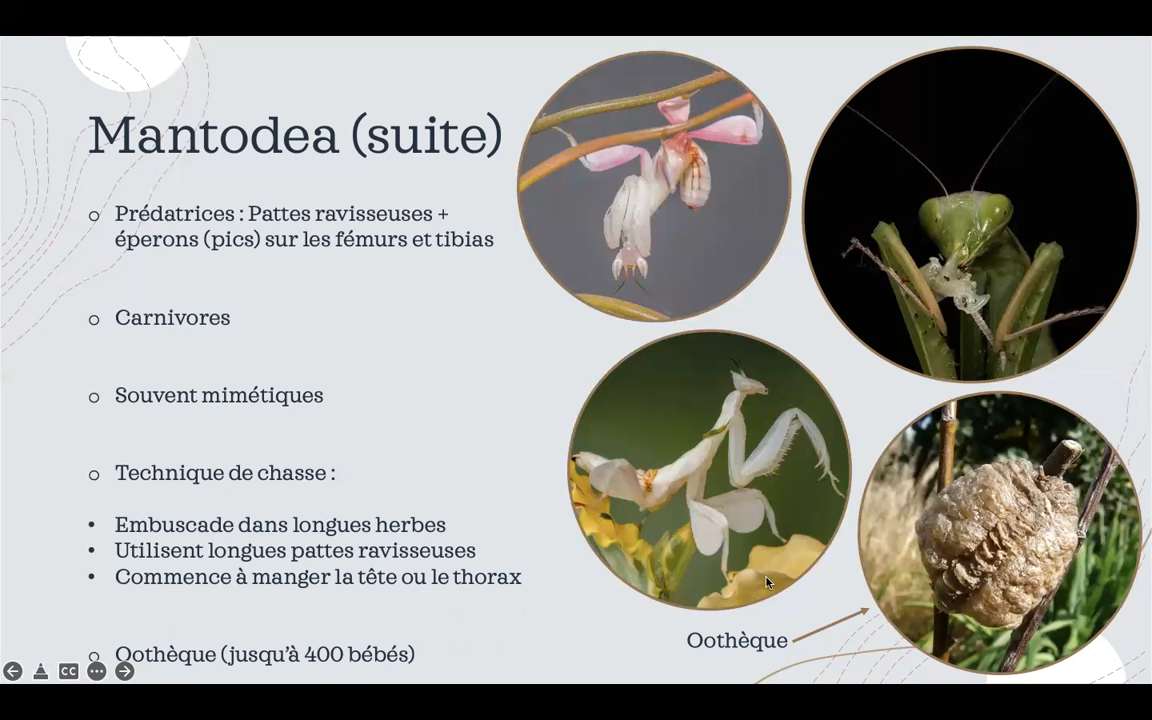 Mantodea (suite)
Prédatrices : Pattes ravisseuses +
éperons (pics) sur les fémurs et tibias
Carnivores
Souvent mimétiques
Technique de chasse :
Embuscade dans longues herbes
Utilisent longues pattes ravisseuses
Commence à manger la tête ou le thorax
Oothèque (jusqu'à 400 bébés)
Oothèque
CC